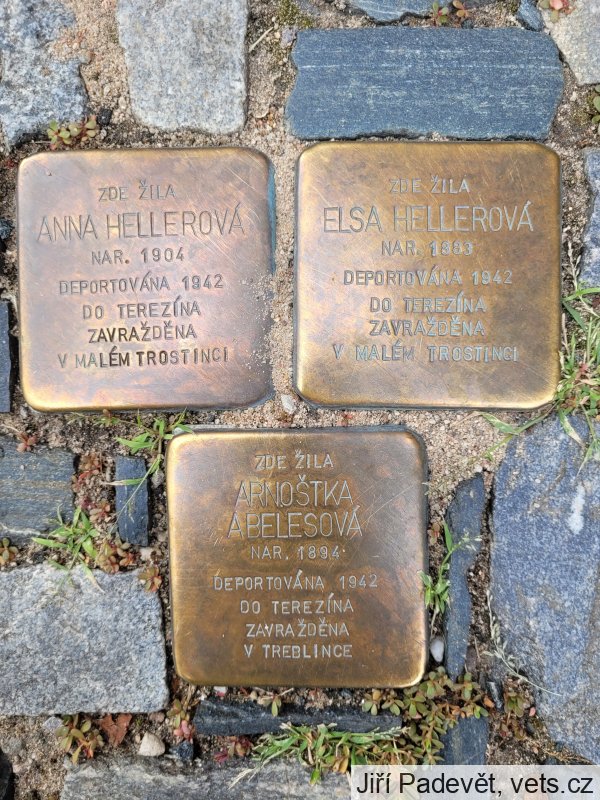 ZDE ŽILA
ANNA HELLEROVÁ
NAR. 1904
DEPORTOVÁNA 1942
DO TEREZÍNA
ZAVRAŽDĚNA
V MALÉM TROSTINCI
ZDE ŽILA
ELSA HELLEROVÁ
NAR. 1883
DEPORTOVÁNA 1942
DO TEREZÍNA
ZAVRAŽDĚNA
V MALÉM TROSTINCI
ZDE ŽILA
ARNOŠTKA
ABELESOVÁ
NAR. 1894
DEPORTOVÁNA 1942
DO TEREZÍNA
ZAVRAŽDĚNA
V TREBLINCE
Jiří Padevět, vets.cz